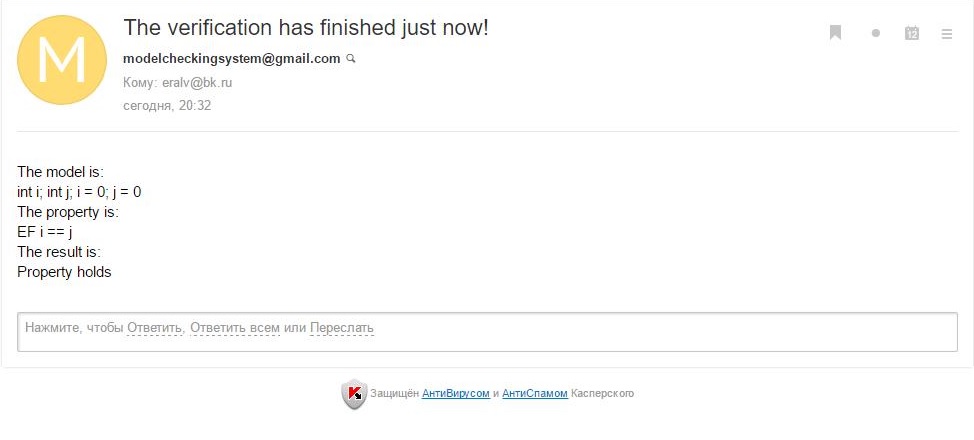 M
The verification has finished just now!
12
modelcheckingsystem@gmail.com
Кому: eralv@bk.ru
сегодня, 20:32
The model is:
int i; int j; i = 0; j = 0
The property is:
EF i == j
The result is:
Property holds
Нажмите, чтобы Ответить, Ответить всем или Переслать
Защищён АнтиВирусом и АнтиСпамом Касперского